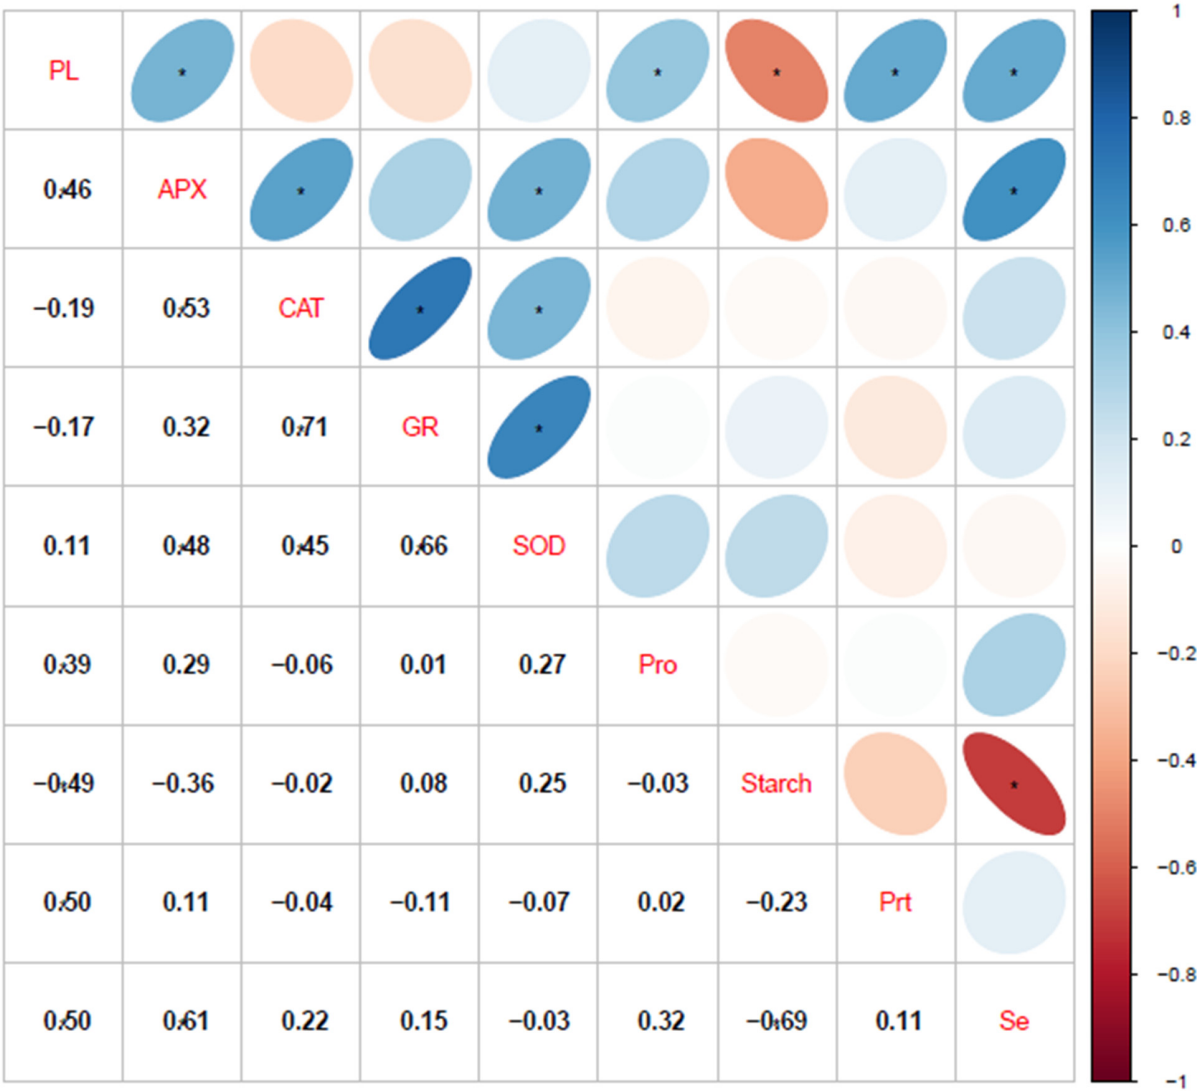 PL * * * * * 1
0.8
0.46 APX * * * 0.6
−0.19 0.53 CAT * * 0.4
−0.17 0.32 0.71 GR * 0.2
0.11 0.48 0.45 0.66 SOD 0
0.39 0.29 −0.06 0.01 0.27 Pro −0.2
−0.49 −0.36 −0.02 0.08 0.25 −0.03 Starch * −0.4
0.50 0.11 −0.04 −0.11 −0.07 0.02 −0.23 Prt −0.6
−0.8
0.50 0.61 0.22 0.15 −0.03 0.32 −0.69 0.11 Se
−1